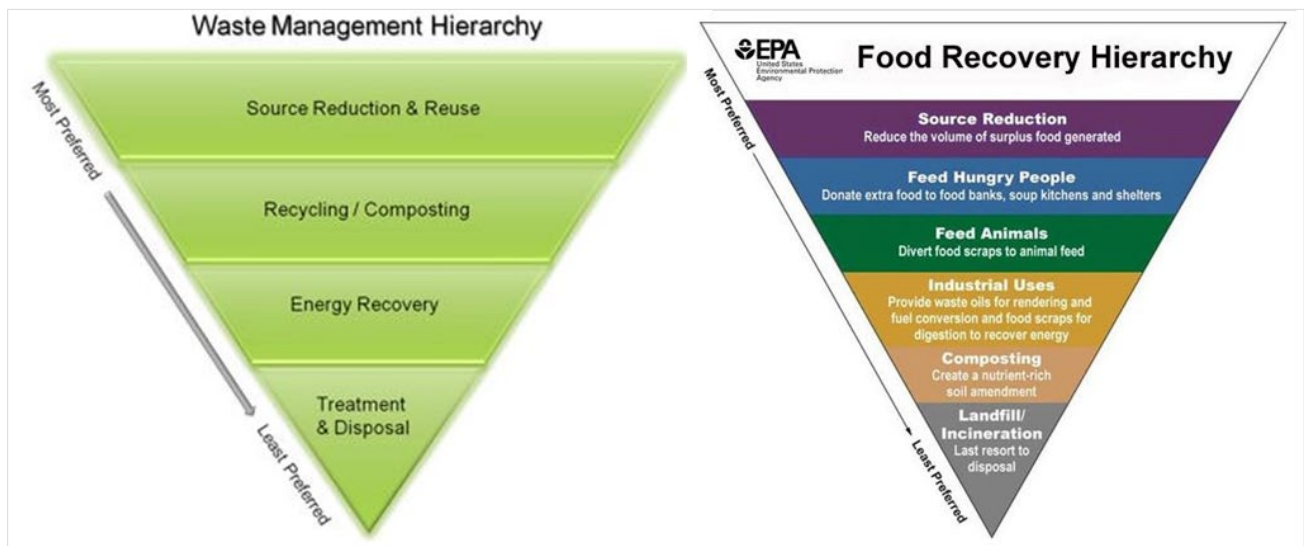 Waste Management Hierarchy
Most Preferred
Source Reduction & Reuse
Recycling / Composting
Energy Recovery
Treatment
& Disposal
Least Preferred
EPA
United States
Environmental Protection
Agency
Food Recovery Hierarchy
Most Preferred
Source Reduction
Reduce the volume of surplus food generated
Feed Hungry People
Donate extra food to food banks, soup kitchens and shelters
Feed Animals
Divert food scraps to animal feed
Industrial Uses
Provide waste oils for rendering and
fuel conversion and food scraps for
digestion to recover energy
Composting
Create a nutrient-rich
soil amendment
Landfill/
Incineration
Last resort to
disposal
Least Preferred